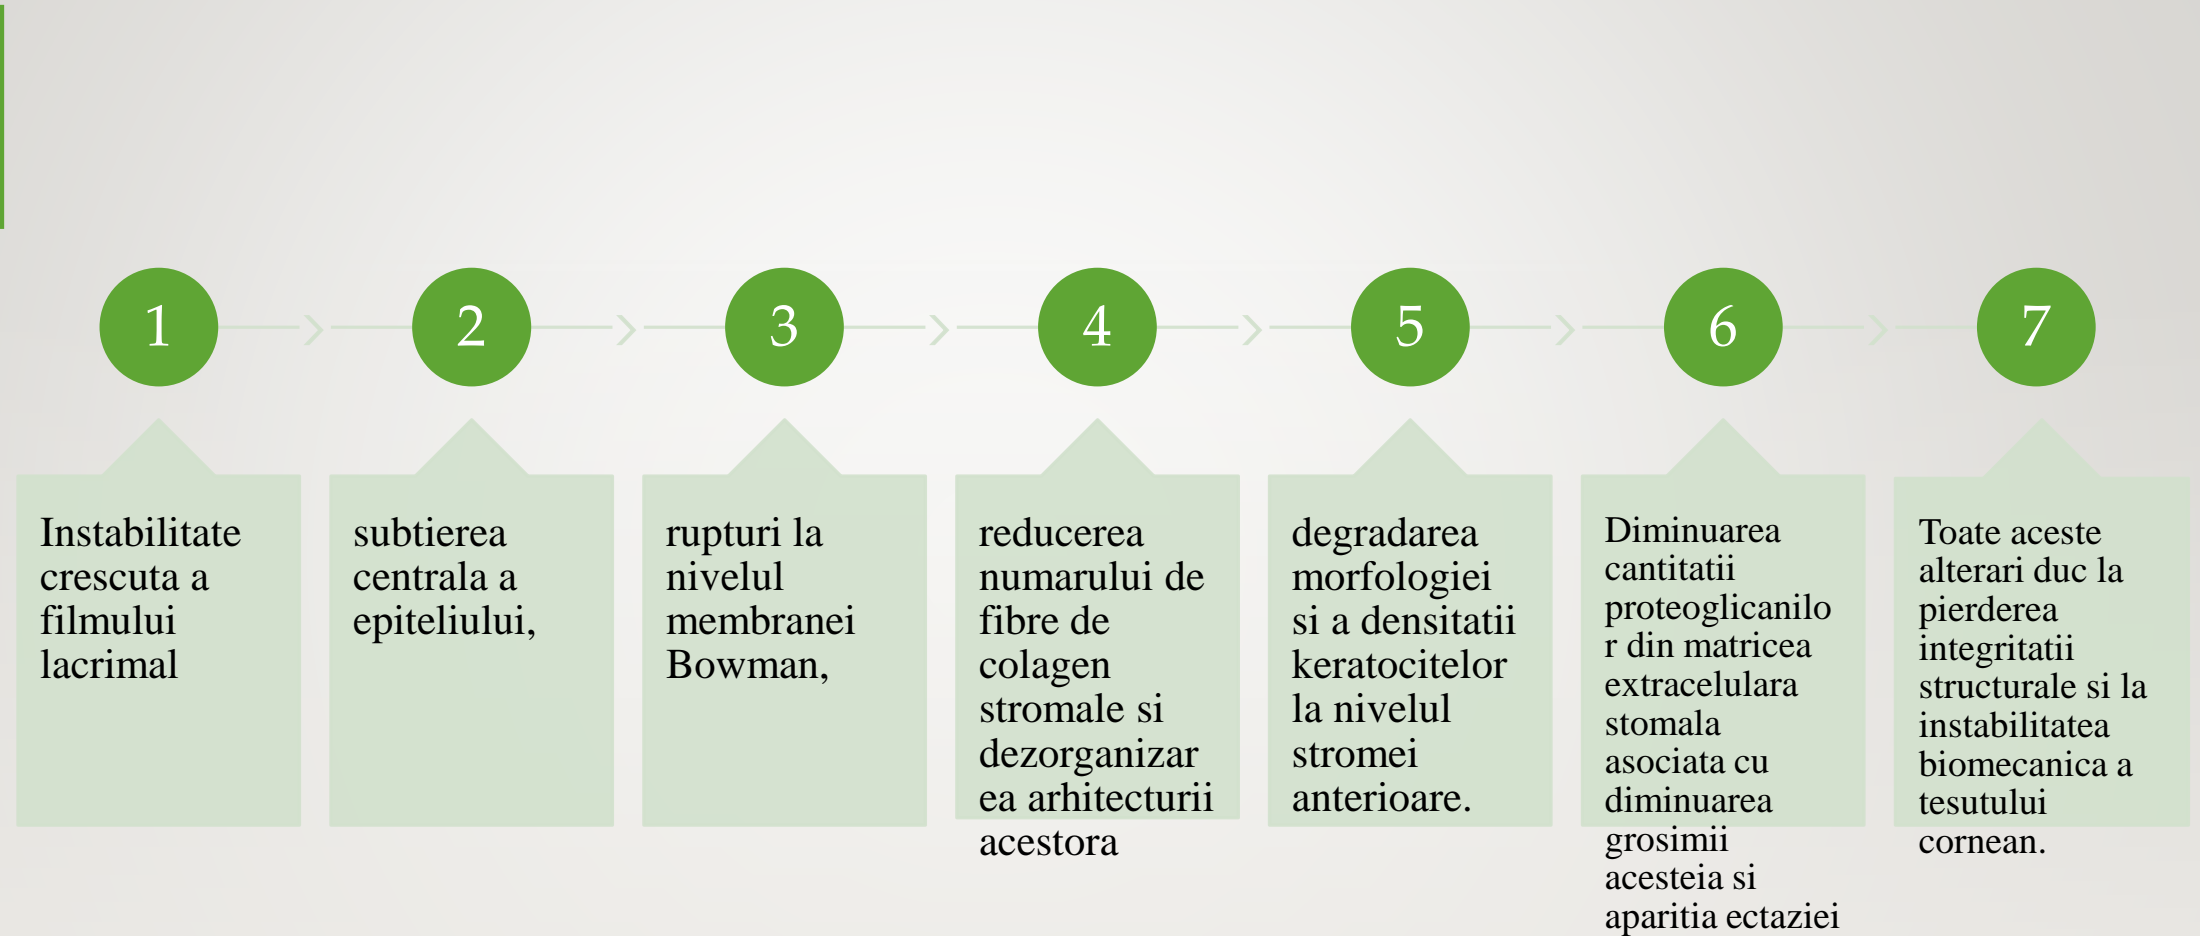 1
2
3
4
5
6
7
Instabilitate
crescuta a
filmului
lacrimal
subtierea
centrala a
epiteliului,
rupturi la
nivelul
membranei
Bowman,
reducerea
numarului de
fibre de
colagen
stromale si
dezorganizar
ea arhitecturii
acestora
degradarea
morfologiei
si a densitatii
keratocitelor
la nivelul
stromei
anterioare.
Diminuarea
cantitatii
proteoglicanilo
r din matricea
extracelulara
stomala
asociata cu
diminuarea
grosimii
acesteia si
aparitia ectaziei
Toate aceste
alterari duc la
pierderea
integritatii
structurale si la
instabilitatea
biomecanica a
tesutului
cornean.